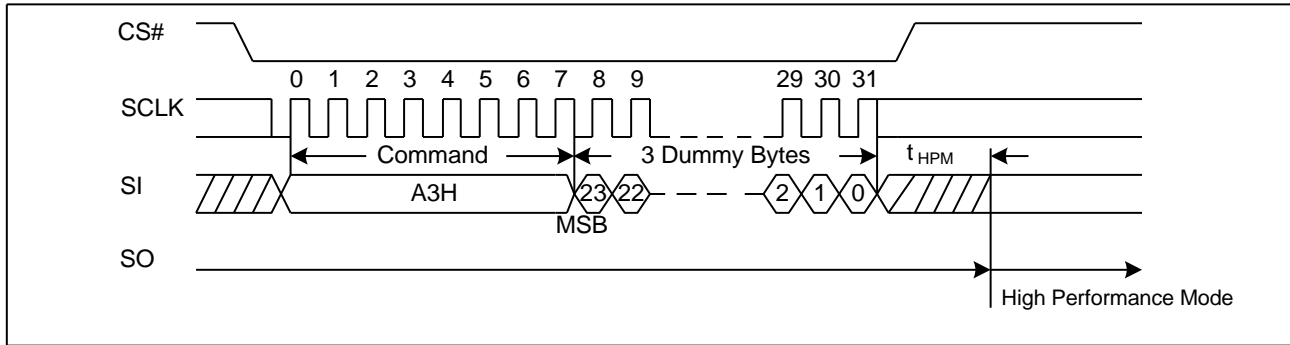 CS#
0 1 2 3 4 5 6 7 8 9 29 30 31
SCLK
Command 3 Dummy Bytes t HPM
SI A3H 23 22 2 1 0
MSB
SO
High Performance Mode